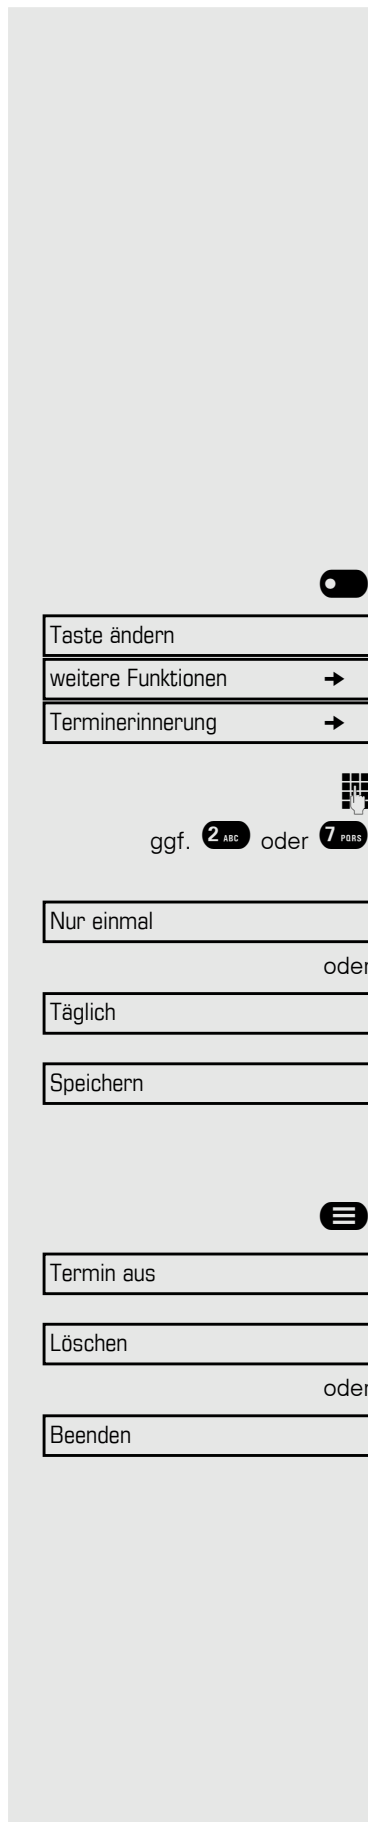 Taste ändern
weitere Funktionen →
Terminerinnerung →
ggf. 2 ABC oder 7 PQRS
Nur einmal
oder
Täglich
Speichern
Termin aus
Löschen
oder
Beenden